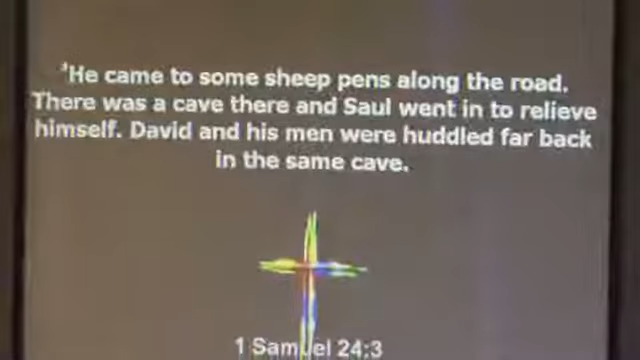 'He came to some sheep pens along the road.
There was a cave there and Saul went in to relieve
himself. David and his men were huddled far back
in the same cave.
1 Samuel 24:3